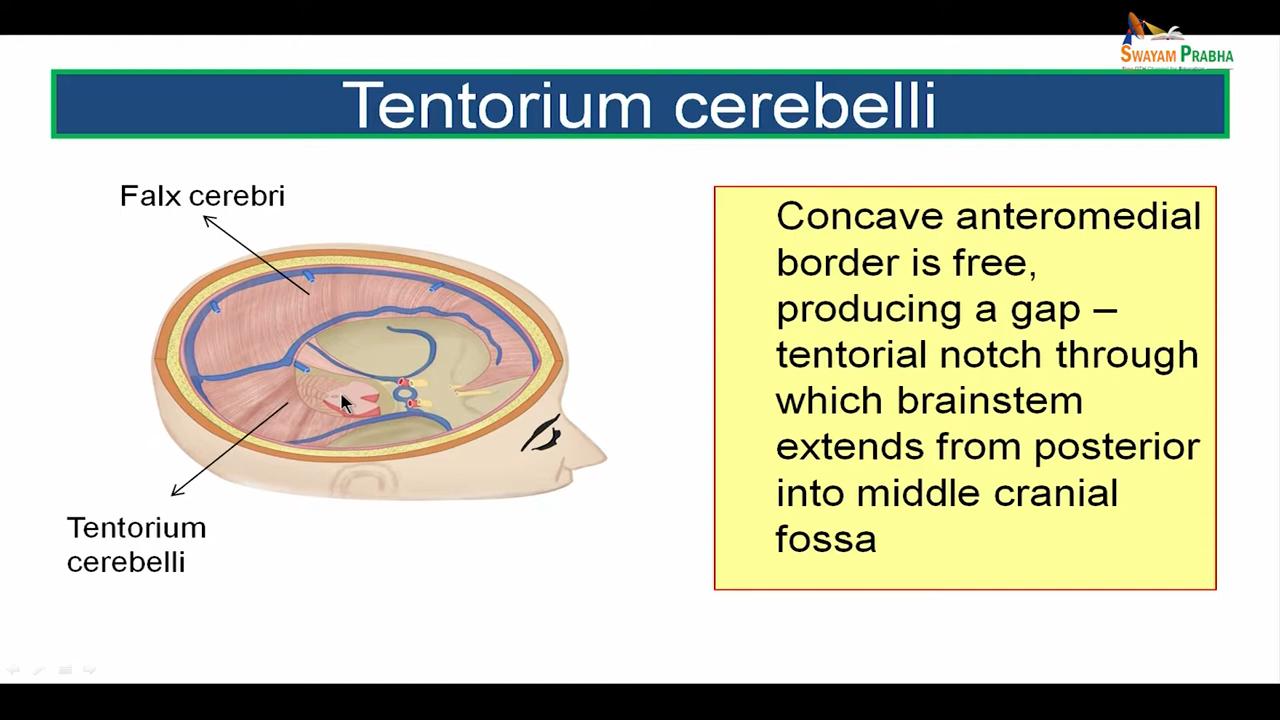 SWAYAM PRABHA
Tentorium cerebelli
Falx cerebri
Tentorium
cerebelli
Concave anteromedial
border is free,
producing a gap –
tentorial notch through
which brainstem
extends from posterior
into middle cranial
fossa